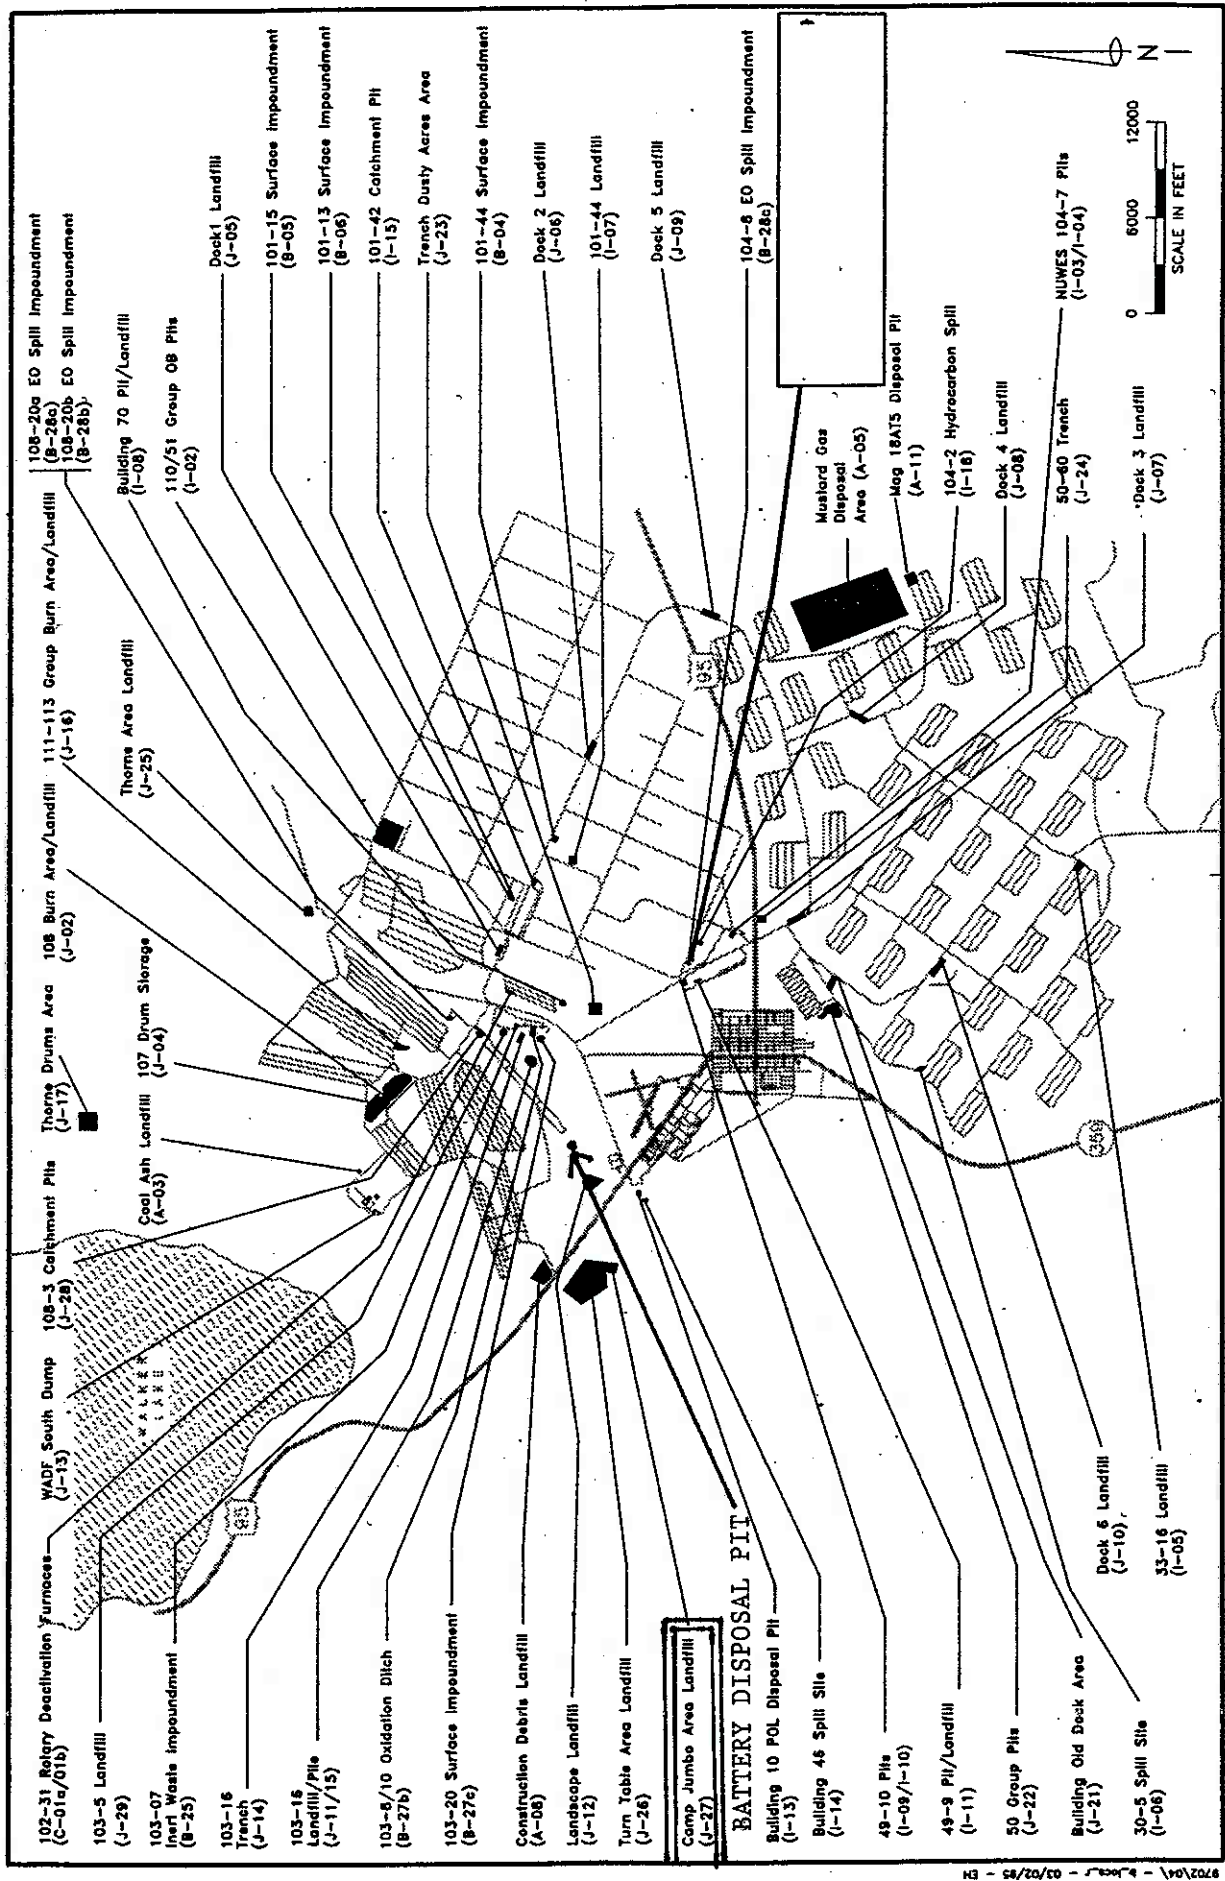 102-31 Rotary Deactivation Furnaces
(C-01a/01b)
103-5 Landfill
(J-29)
103-07
Inert Waste Impoundment
(B-25)
103-16
Trench
(J-14)
103-16
Landfill/Pile
(J-11/15)
103-8/10 Oxidation Ditch
(B-27b)
103-20 Surface Impoundment
(B-27c)
Construction Debris Landfill
(A-08)
Landscape Landfill
(J-12)
Turn Table Area Landfill
(J-26)
Camp Jumbo Area Landfill
(J-27)
BATTERY DISPOSAL PIT
Building 10 POL Disposal Pit
(I-13)
Building 46 Spill Site
(I-14)
49-10 Pits
(I-09/I-10)
49-9 Pit/Landfill
(I-11)
50 Group Pits
(J-22)
Building Old Dock Area
(J-21)
30-5 Spill Site
(I-06)
WADF South Dump
(J-13)
108-3 Catchment Pits
(J-28)
Thorne Drums Area
(J-17)
108 Burn Area/Landfill
(J-02)
111-113 Group Burn Area/Landfill
(J-16)
108-20a EO Spill Impoundment
(B-28a)
108-20b EO Spill Impoundment
(B-28b)
Coal Ash Landfill
(A-03)
107 Drum Storage
(J-04)
Thorne Area Landfill
(J-25)
Building 70 Pit/Landfill
(I-08)
110/51 Group OB Pits
(I-02)
Dock1 Landfill
(J-05)
101-15 Surface Impoundment
(B-05)
101-13 Surface Impoundment
(B-06)
101-42 Catchment Pit
(I-15)
Trench Dusty Acres Area
(J-23)
101-44 Surface Impoundment
(B-04)
Dock 2 Landfill
(J-06)
101-44 Landfill
(I-07)
Dock 5 Landfill
(J-09)
104-8 EO Spill Impoundment
(B-28c)
Mustard Gas
Disposal
Area (A-05)
Mag 18AT5 Disposal Pit
(A-11)
104-2 Hydrocarbon Spill
(I-18)
Dock 4 Landfill
(J-08)
NUWES 104-7 Pits
(I-03/I-04)
50-60 Trench
(J-24)
Dock 3 Landfill
(J-07)
Dock 6 Landfill
(J-10)
33-16 Landfill
(I-05)
WALKER
LAKE
95
95
359
N
0 6000 12000
SCALE IN FEET